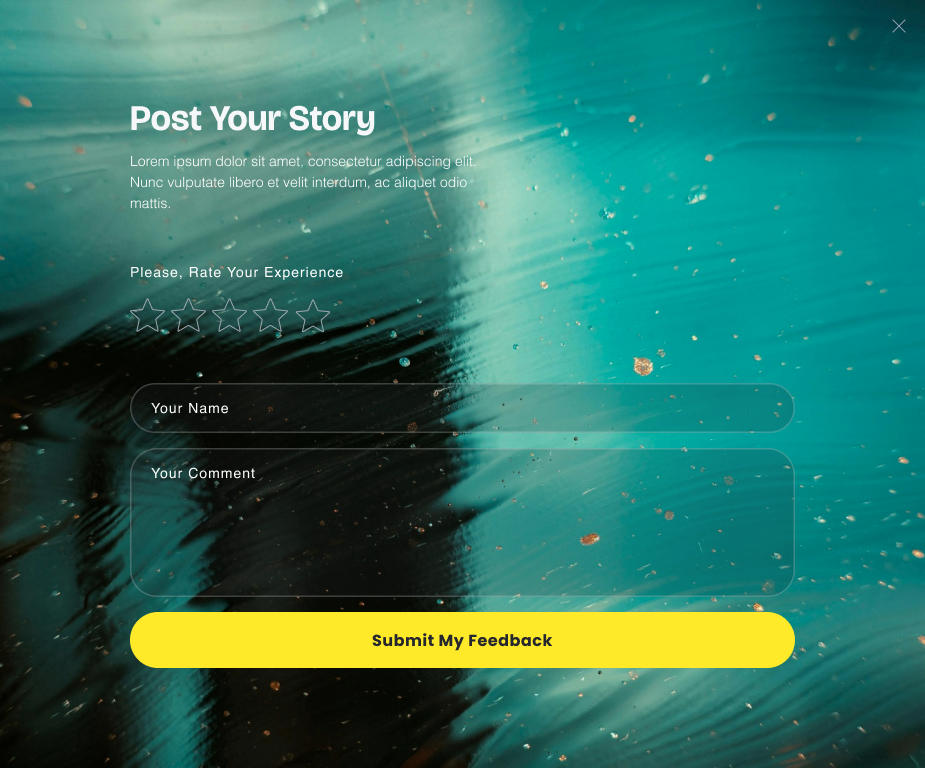 Post Your Story
Lorem ipsum dolor sit amet, consectetur adipiscing elit.
Nunc vulputate libero et velit interdum, ac aliquet odio
mattis.
Please, Rate Your Experience
Your Name
Your Comment
Submit My Feedback